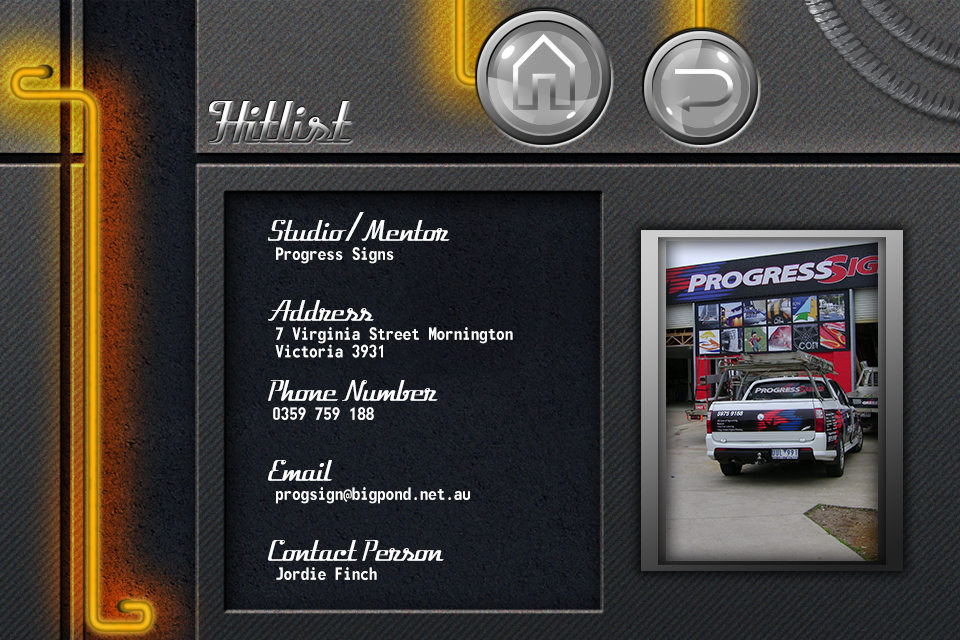 Hitlist
Studio/Mentor
Progress Signs
Address
7 Virginia Street Mornington
Victoria 3931
Phone Number
0359 759 188
Email
progsign@bigpond.net.au
Contact Person
Jordie Finch
PROGRESS SIG
.con
PROGRESS
5975 9188